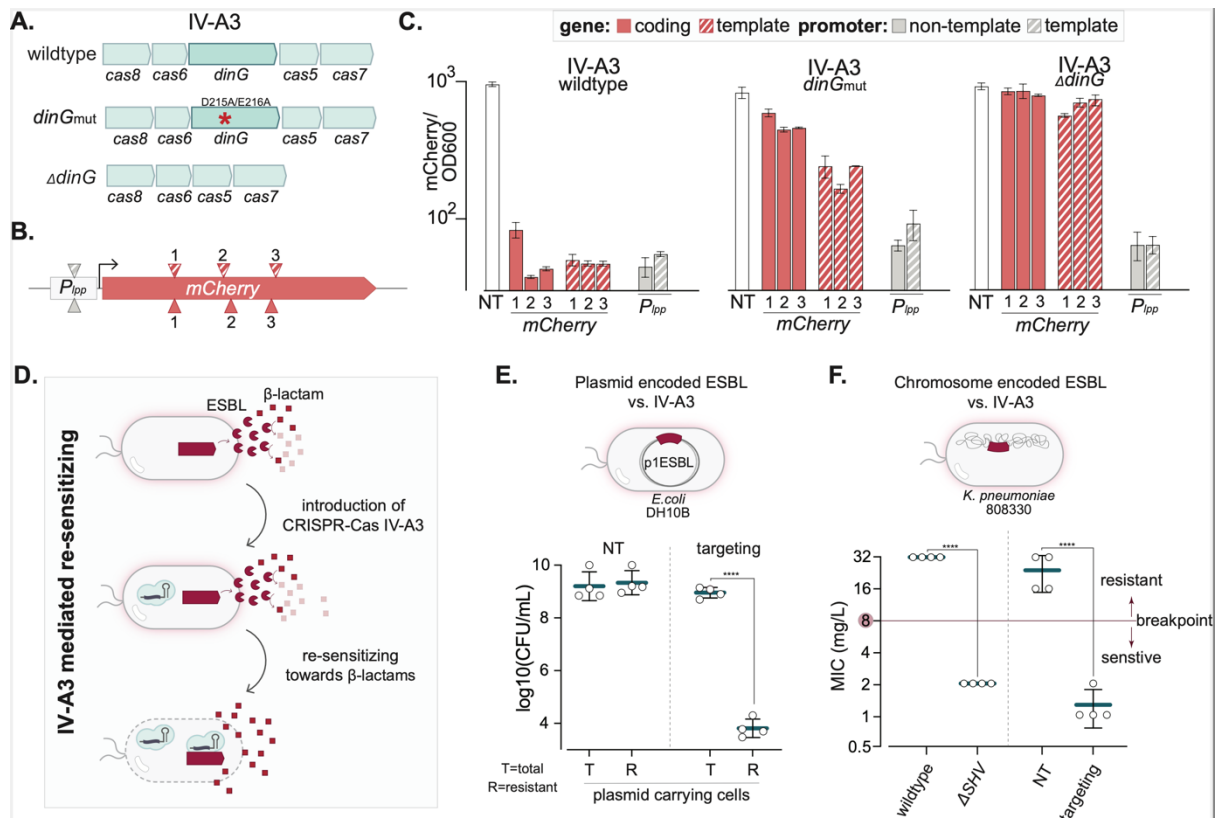 A.
IV-A3
wildtype
cas8 cas6 dinG cas5 cas7
D215A/E216A
dinGmut
*
cas8 cas6 dinG cas5 cas7
ΔdinG
cas8 cas6 cas5 cas7
B.
1 2 3
Plpp
mCherry
1 2 3
C.
gene: coding template promoter: non-template template
IV-A3
wildtype
IV-A3
dinGmut
IV-A3
ΔdinG
10³
mCherry/
OD600
10²
NT 1 2 3 1 2 3 Plpp
mCherry
NT 1 2 3 1 2 3 Plpp
mCherry
NT 1 2 3 1 2 3 Plpp
mCherry
D.
IV-A3 mediated re-sensitizing
ESBL
β-lactam
introduction of
CRISPR-Cas IV-A3
re-sensitizing
towards β-lactams
E.
Plasmid encoded ESBL
vs. IV-A3
p1ESBL
E.coli
DH10B
NT targeting
****
log10(CFU/mL)
10
8
6
4
T R T R
T=total
R=resistant
plasmid carrying cells
F.
Chromosome encoded ESBL
vs. IV-A3
K. pneumoniae
808330
**** ****
MIC (mg/L)
32
16
8
4
2
1
0.5
resistant
breakpoint
senstive
wildtype
ΔSHV
NT
targeting